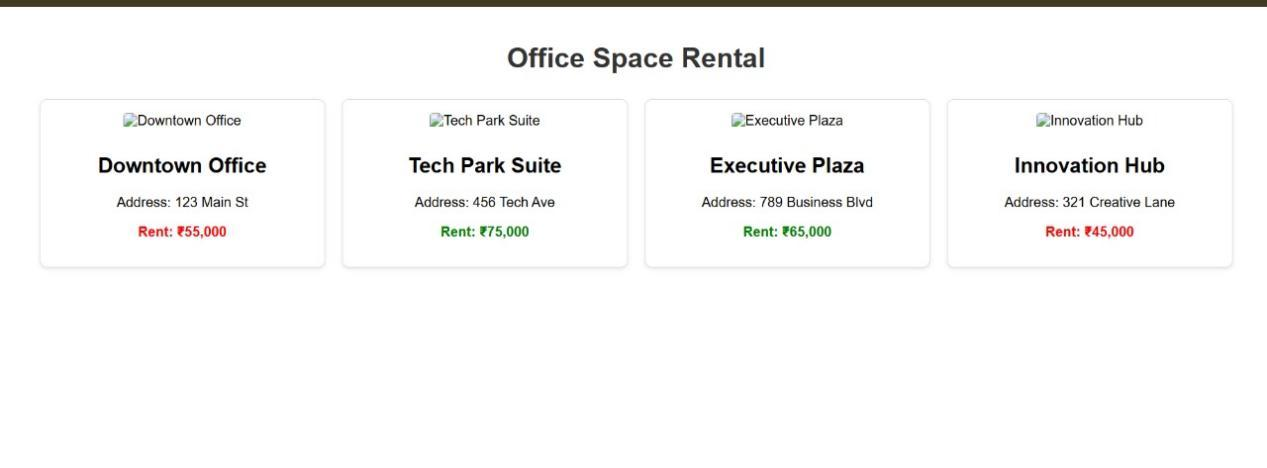 Office Space Rental
Downtown Office
Downtown Office
Address: 123 Main St
Rent: ₹55,000
Tech Park Suite
Tech Park Suite
Address: 456 Tech Ave
Rent: ₹75,000
Executive Plaza
Executive Plaza
Address: 789 Business Blvd
Rent: ₹65,000
Innovation Hub
Innovation Hub
Address: 321 Creative Lane
Rent: ₹45,000